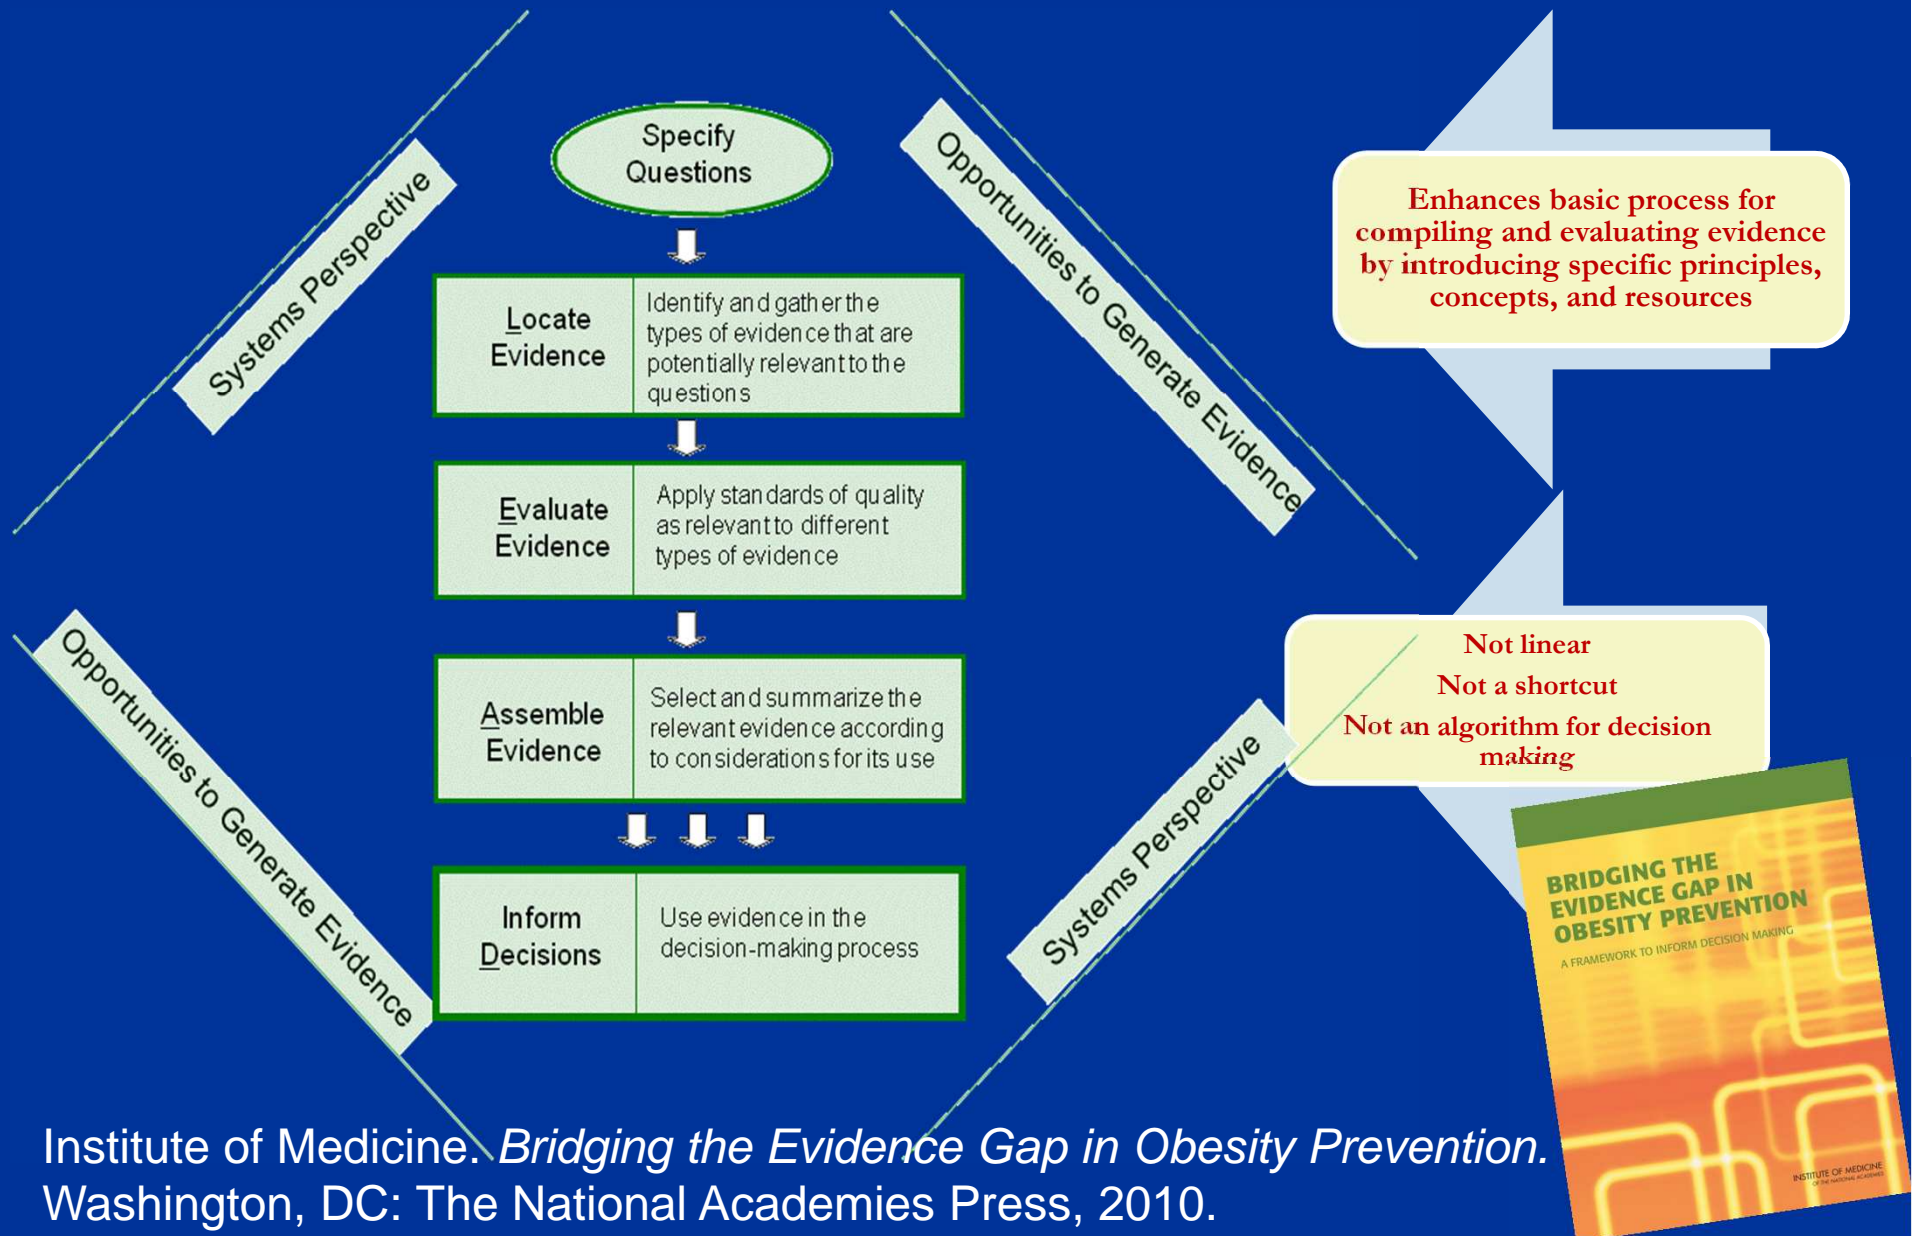 Specify
Questions
Systems Perspective
Opportunities to Generate Evidence
Locate
Evidence
Identify and gather the
types of evidence that are
potentially relevant to the
questions
Evaluate
Evidence
Apply standards of quality
as relevant to different
types of evidence
Assemble
Evidence
Select and summarize the
relevant evidence according
to considerations for its use
Inform
Decisions
Use evidence in the
decision-making process
Opportunities to Generate Evidence
Systems Perspective
Enhances basic process for
compiling and evaluating evidence
by introducing specific principles,
concepts, and resources
Not linear
Not a shortcut
Not an algorithm for decision
making
BRIDGING THE
EVIDENCE GAP IN
OBESITY PREVENTION
A FRAMEWORK TO INFORM DECISION MAKING
INSTITUTE OF MEDICINE
OF THE NATIONAL ACADEMIES
Institute of Medicine. Bridging the Evidence Gap in Obesity Prevention.
Washington, DC: The National Academies Press, 2010.